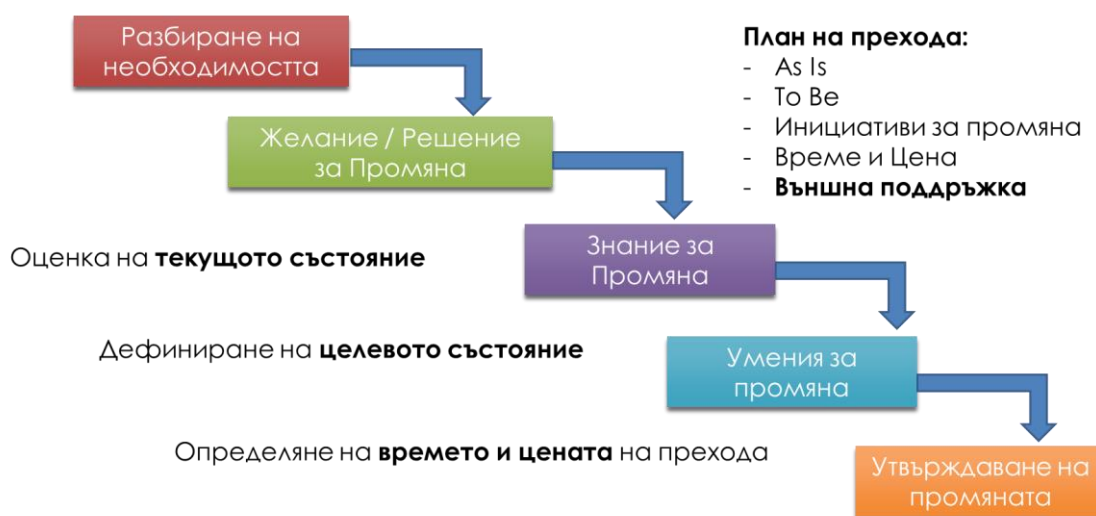 Разбиране на
необходимостта
План на прехода:
- As Is
- To Be
- Инициативи за промяна
- Време и Цена
- Външна поддръжка
Желание / Решение
за Промяна
Знание за
Промяна
Оценка на текущото състояние
Умения за
промяна
Дефиниране на целевото състояние
Определяне на времето и цената на прехода
Утвърждаване на
промяната